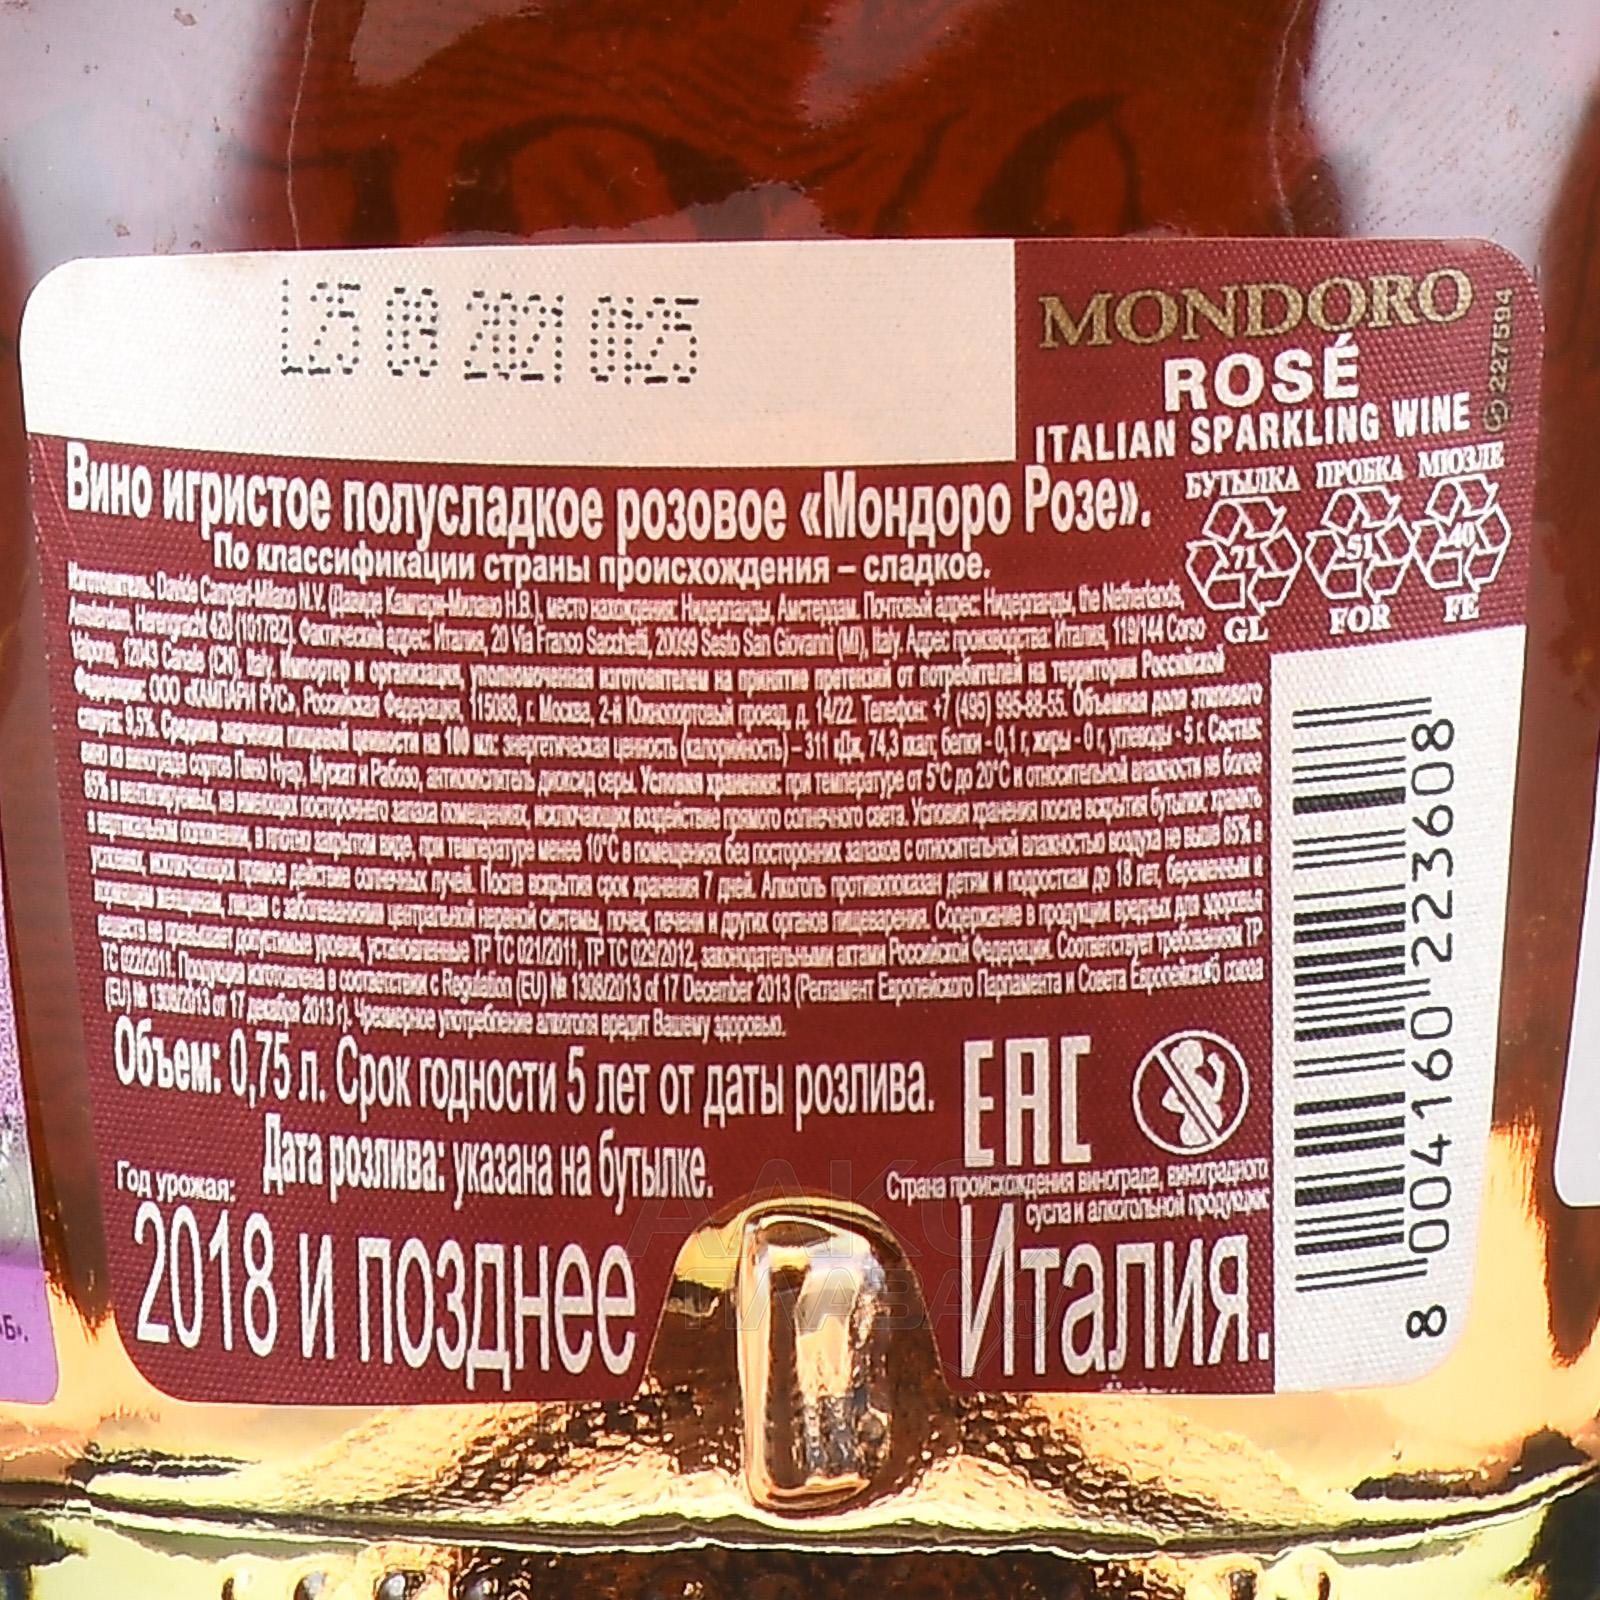 L25 08 2021 01:25
MONDORO
ROSÉ
ITALIAN SPARKLING WINE
227594
БУТЫЛКА ПРОБКА МЮЗЛЕ
71 51 40
GL FOR FE
Вино игристое полусладкое розовое «Мондоро Розе».
По классификации страны происхождения – сладкое.
Изготовитель: Davide Campari-Milano N.V. (Давиде Кампари-Милано Н.В.), место нахождения: Нидерланды, Амстердам. Почтовый адрес: Нидерланды, the Netherlands,
Amsterdam, Herengracht 420 (1017BZ). Фактический адрес: Италия, 20 Via Franco Sacchetti, 20099 Sesto San Giovanni (MI), Italy. Адрес производства: Италия, 119/144 Corso
Valpone, 12043 Canale (CN), Italy. Импортер и организация, уполномоченная изготовителем на принятие претензий от потребителей на территории Российской
Федерации: ООО «КАМПАРИ РУС», Российская Федерация, 115088, г. Москва, 2-й Южнопортовый проезд, д. 14/22. Телефон: +7 (495) 995-88-55. Объемная доля этилового
спирта: 9,5%. Средние значения пищевой ценности на 100 мл: энергетическая ценность (калорийность) – 311 кДж, 74,3 ккал; белки - 0,1 г, жиры - 0 г, углеводы - 5 г. Состав:
вино из винограда сортов Пино Нуар, Мускат и Рабозо, антиокислитель диоксид серы. Условия хранения: при температуре от 5°С до 20°С и относительной влажности не более
85% в вентилируемых, не имеющих постороннего запаха помещениях, исключающих воздействие прямого солнечного света. Условия хранения после вскрытия бутылки: хранить
в вертикальном положении, в плотно закрытом виде, при температуре менее 10°С в помещениях без посторонних запахов с относительной влажностью воздуха не выше 85% в
условиях, исключающих прямое действие солнечных лучей. После вскрытия срок хранения 7 дней. Алкоголь противопоказан детям и подросткам до 18 лет, беременным и
кормящим женщинам, лицам с заболеваниями центральной нервной системы, почек, печени и других органов пищеварения. Содержание в продукции вредных для здоровья
веществ не превышает допустимые уровни, установленные ТР ТС 021/2011, ТР ТС 029/2012, законодательными актами Российской Федерации. Соответствует требованиям ТР
ТС 022/2011. Продукция изготовлена в соответствии с Regulation (EU) № 1308/2013 of 17 December 2013 (Регламент Европейского Парламента и Совета Европейского союза
(EU) № 1308/2013 от 17 декабря 2013 г). Чрезмерное употребление алкоголя вредит Вашему здоровью.
Объем: 0,75 л. Срок годности 5 лет от даты розлива.
Дата розлива: указана на бутылке.
EAC
Год урожая:
2018 и позднее
Страна происхождения винограда, виноградного
сусла и алкогольной продукции:
Италия.
8 004160 223608